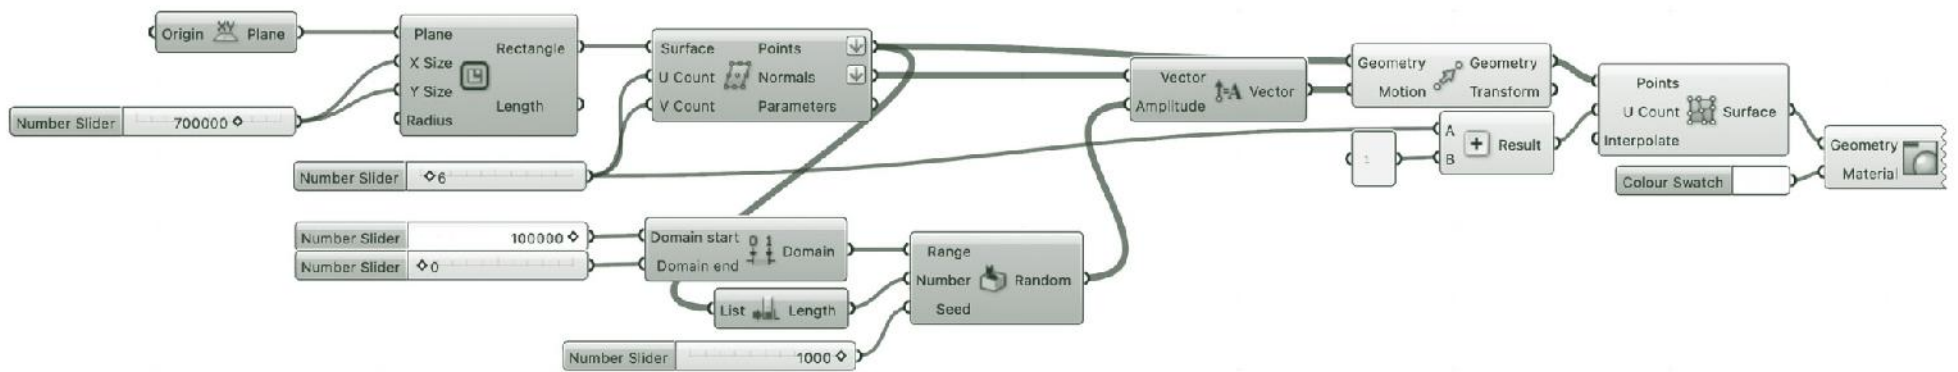 Origin Plane
Number Slider 700000
Plane
X Size
Y Size
Radius
Rectangle
Length
Number Slider 6
Surface
U Count
V Count
Points
Normals
Parameters
Number Slider 100000
Number Slider 0
Domain start
Domain end
0 1
Domain
List Length
Number Slider 1000
Range
Number
Seed
Random
Vector
Amplitude
A
Vector
Geometry
Motion
Geometry
Transform
1
A
B
Result
Points
U Count
Interpolate
Surface
Colour Swatch
Geometry
Material
XY